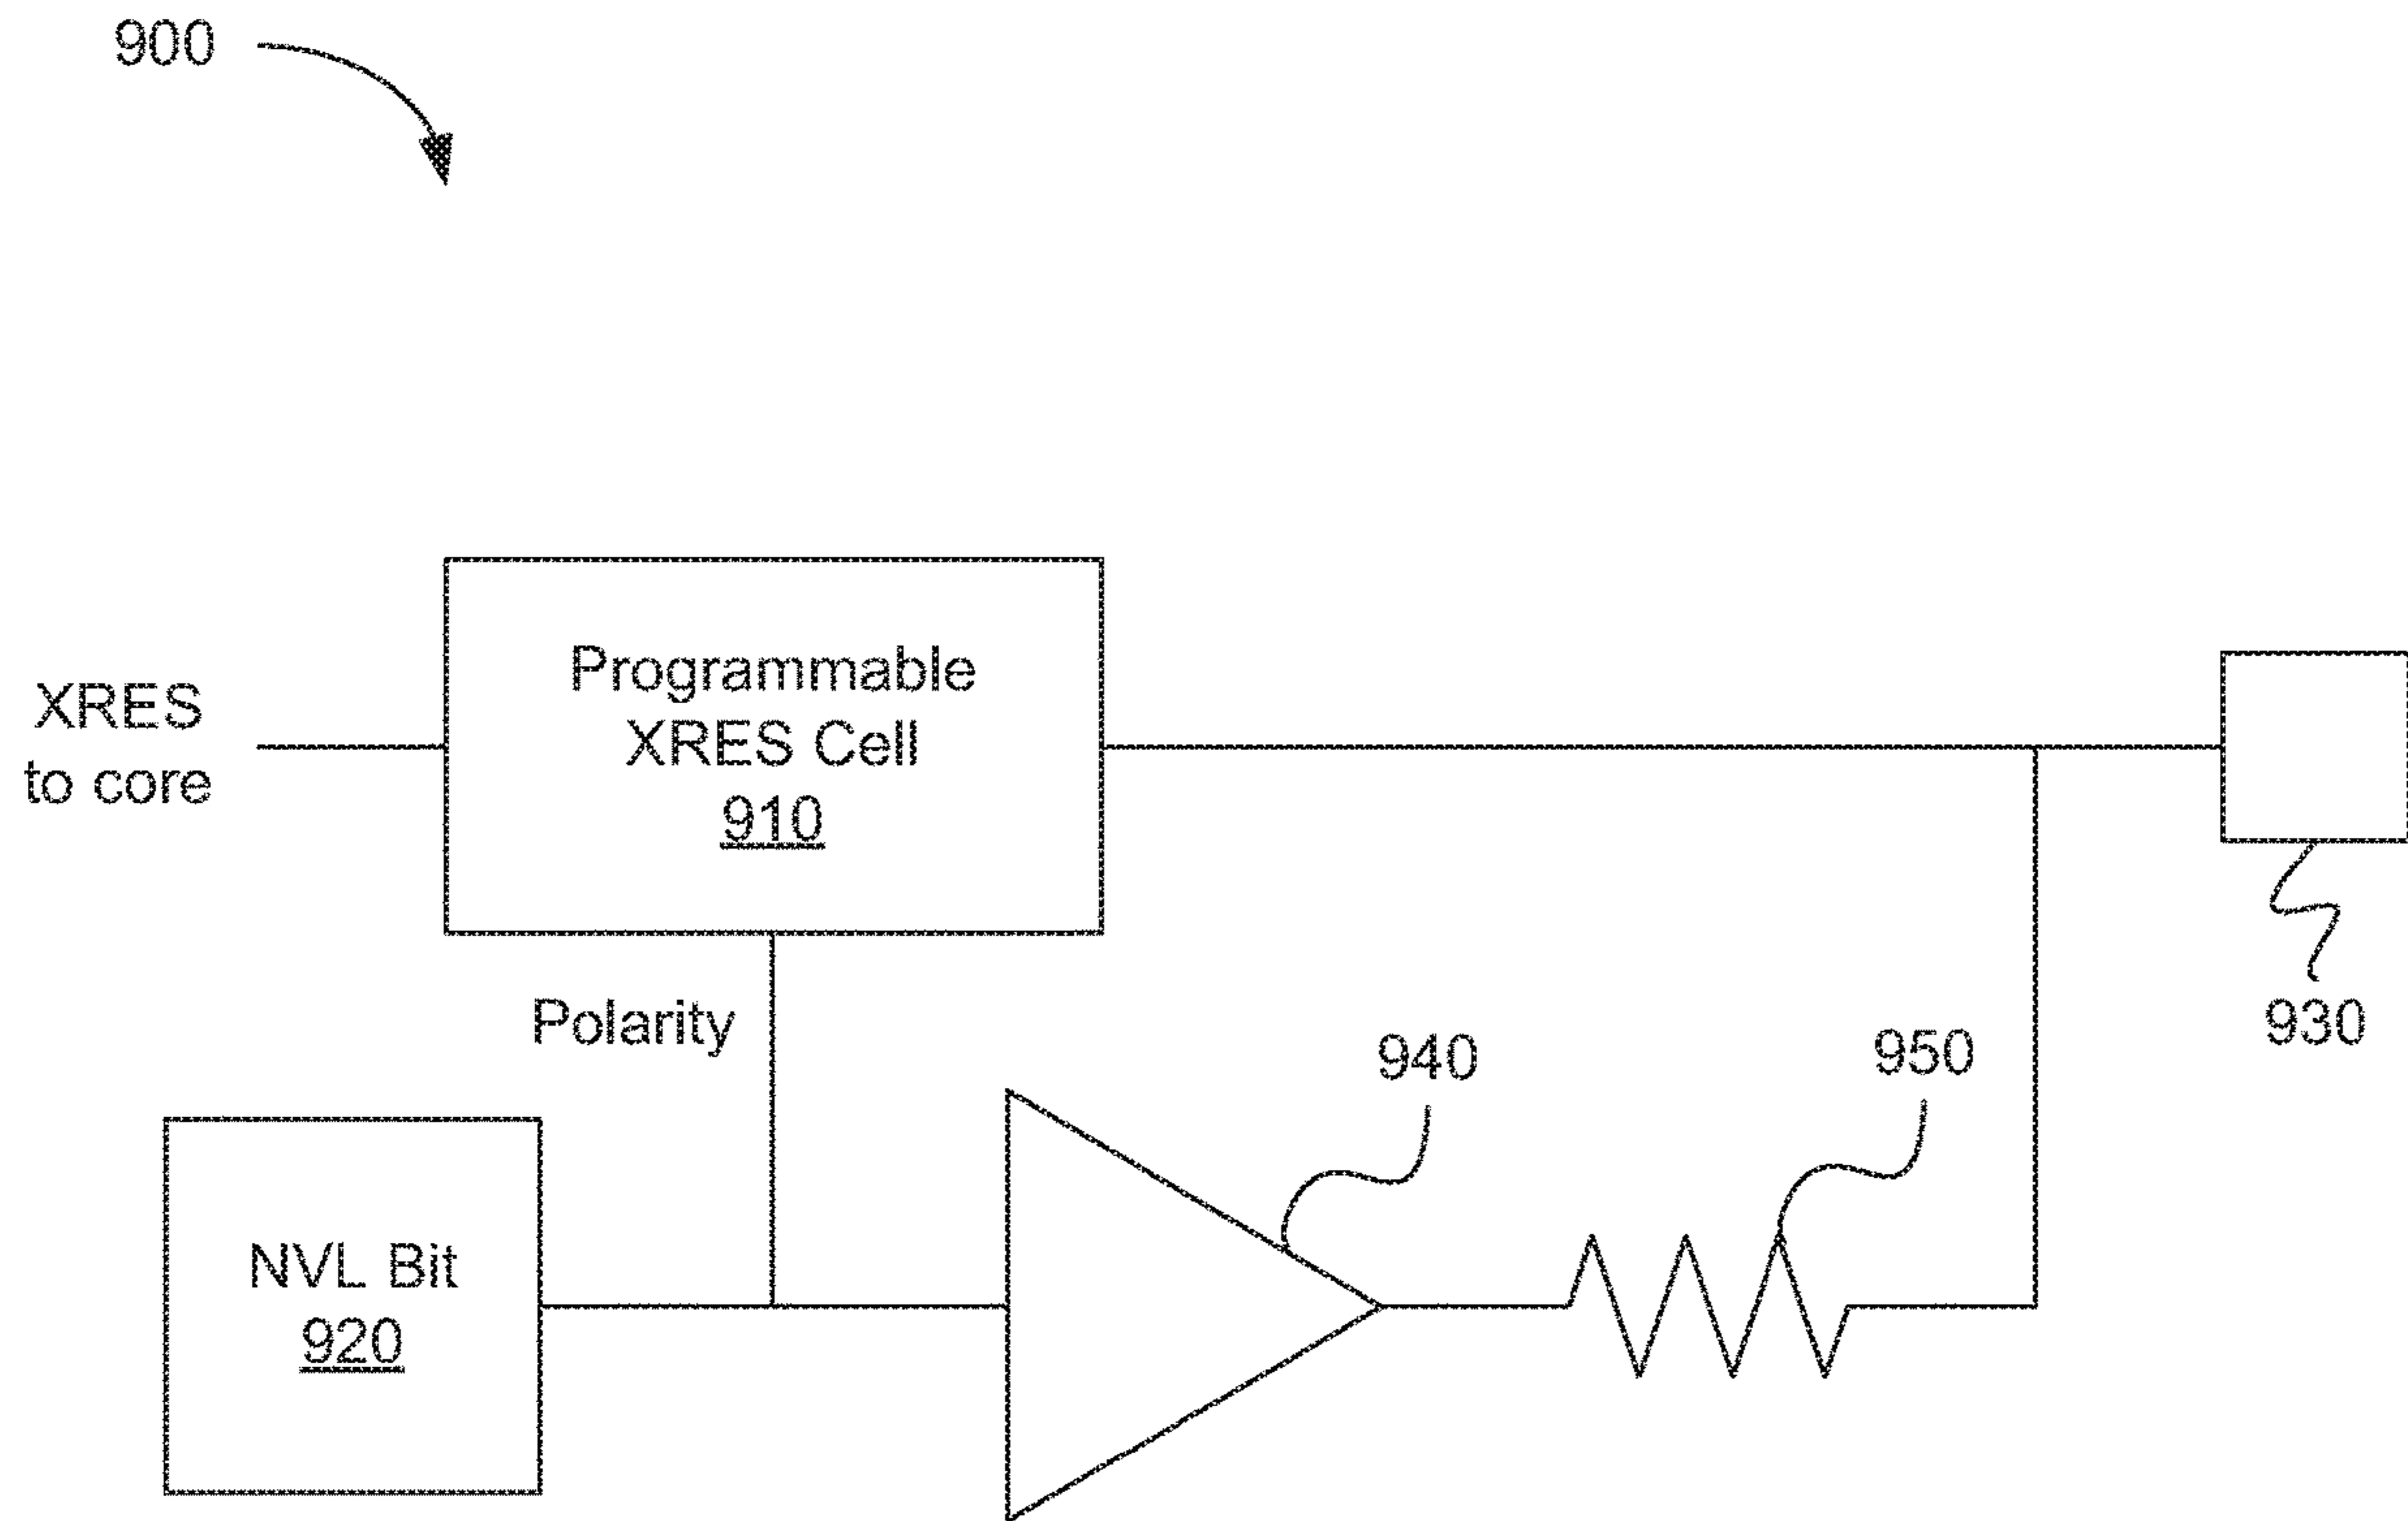 900
Programmable
XRES Cell
910
XRES
to core
930
Polarity
940
950
NVL Bit
920